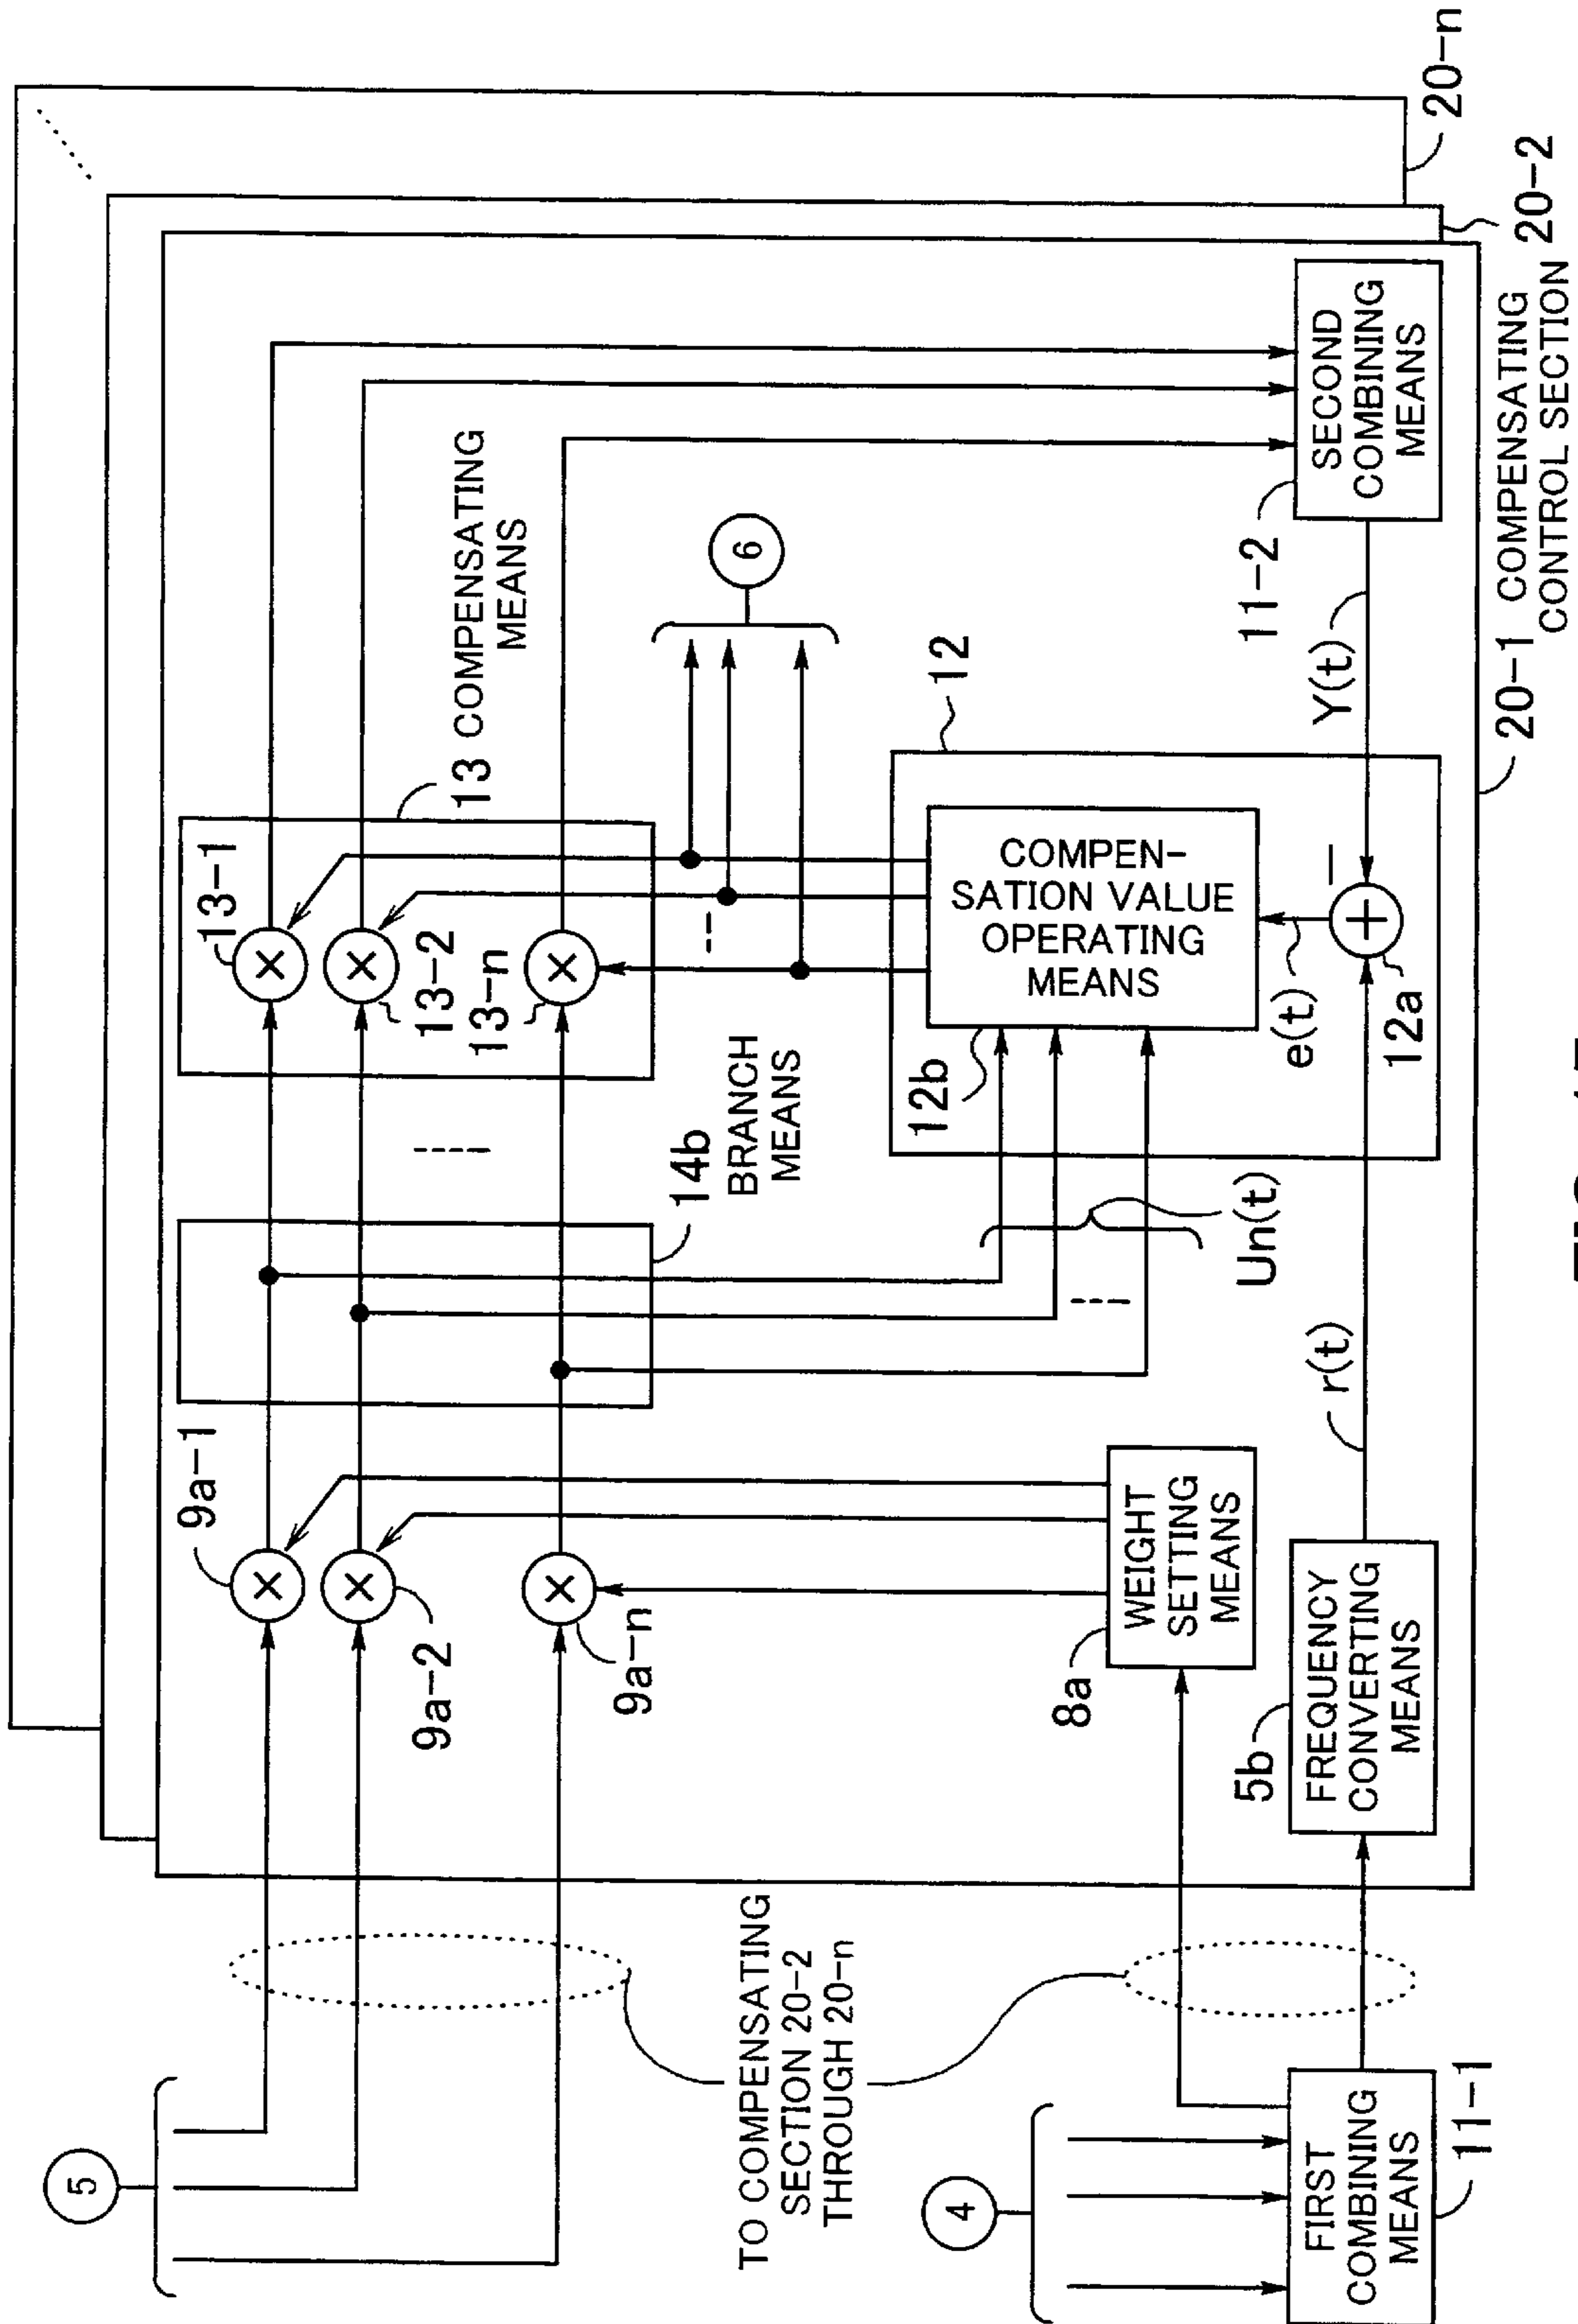 20-n
20-2
20-1 COMPENSATING
CONTROL SECTION
13 COMPENSATING
MEANS
13-1
13-2
13-n
6
SECOND
COMBINING
MEANS
11-2
Y(t)
12
COMPEN-
SATION VALUE
OPERATING
MEANS
12b
e(t)
12a
+
−
14b
BRANCH
MEANS
Un(t)
r(t)
9a-1
9a-2
9a-n
WEIGHT
SETTING
MEANS
8a
FREQUENCY
CONVERTING
MEANS
5b
TO COMPENSATING
SECTION 20-2
THROUGH 20-n
5
4
FIRST
COMBINING
MEANS
11-1